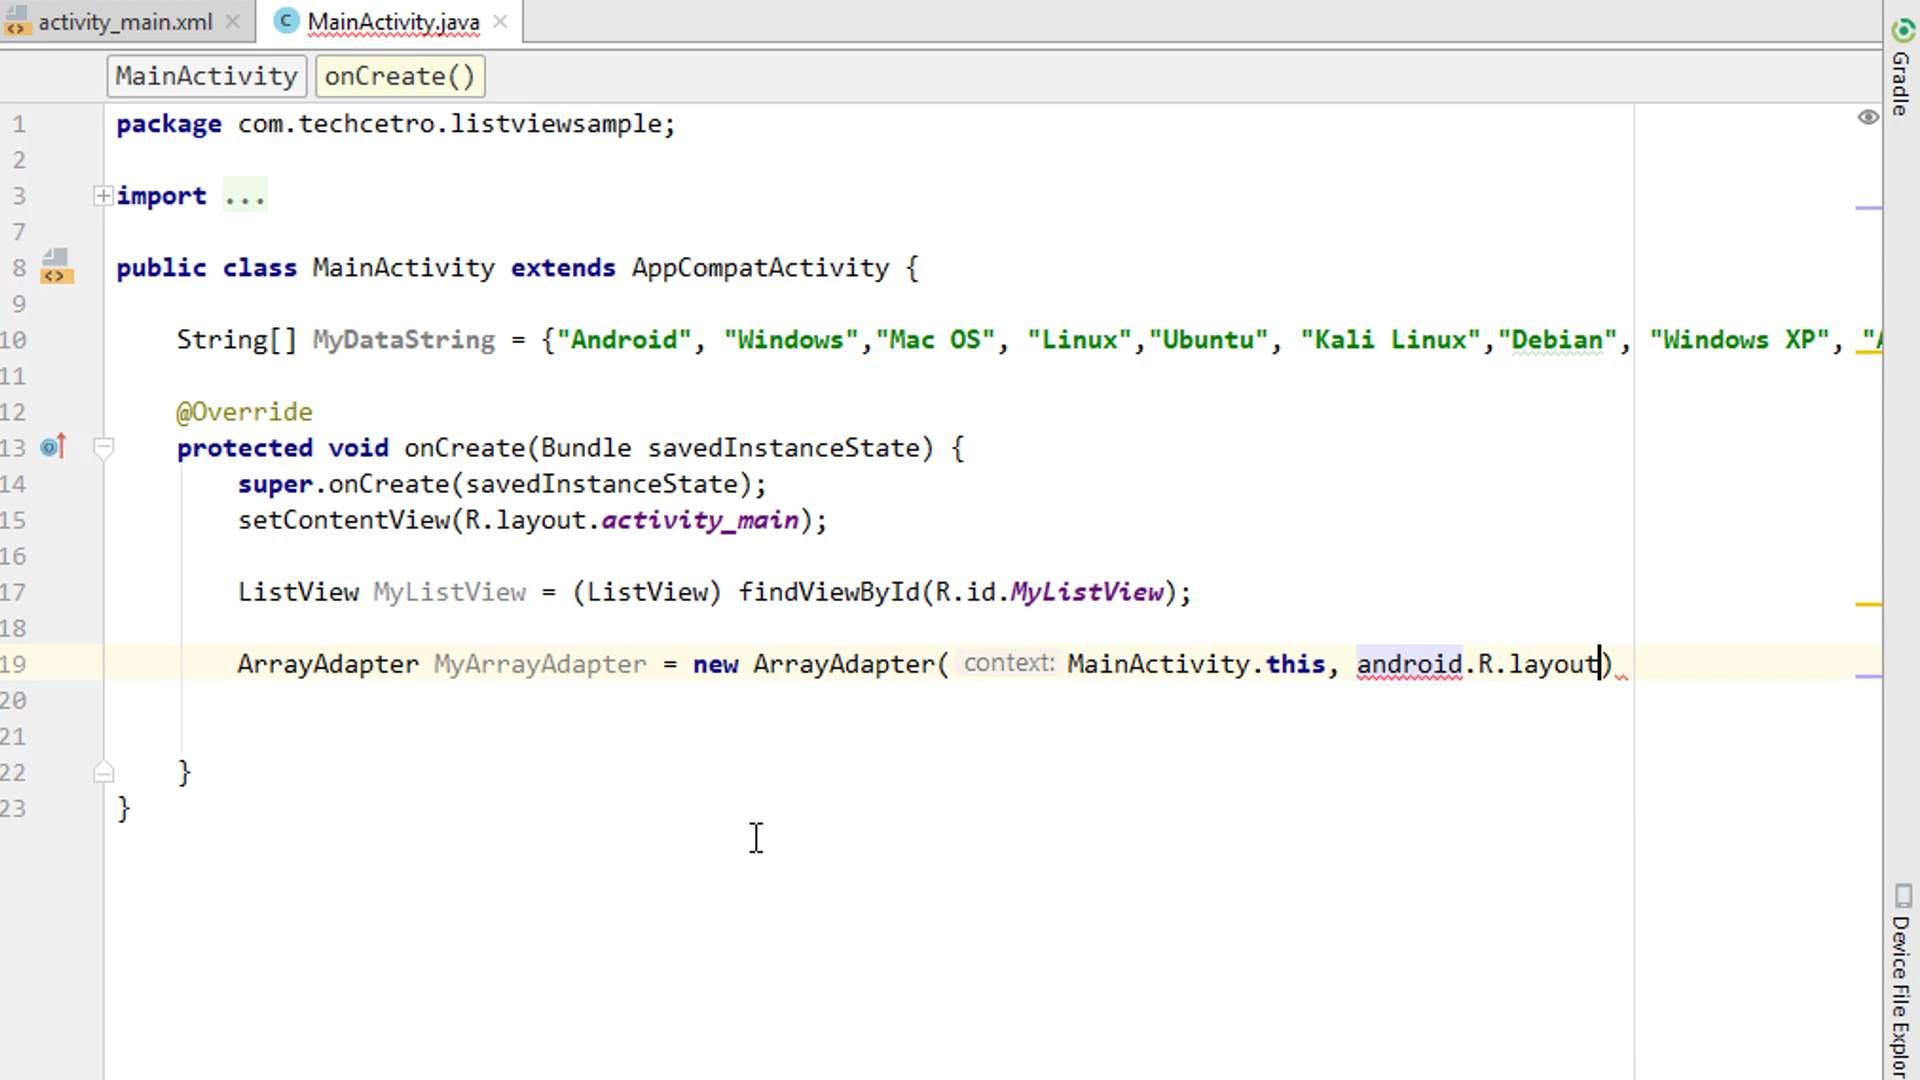 activity_main.xml
MainActivity.java
MainActivity onCreate()
1 package com.techcetro.listviewsample;
2
3 import ...
7
8 public class MainActivity extends AppCompatActivity {
9
10 String[] MyDataString = {"Android", "Windows","Mac OS", "Linux","Ubuntu", "Kali Linux","Debian", "Windows XP", "A
11
12 @Override
13 protected void onCreate(Bundle savedInstanceState) {
14 super.onCreate(savedInstanceState);
15 setContentView(R.layout.activity_main);
16
17 ListView MyListView = (ListView) findViewById(R.id.MyListView);
18
19 ArrayAdapter MyArrayAdapter = new ArrayAdapter( context: MainActivity.this, android.R.layout)
20
21
22 }
23 }
Gradle
Device File Explor